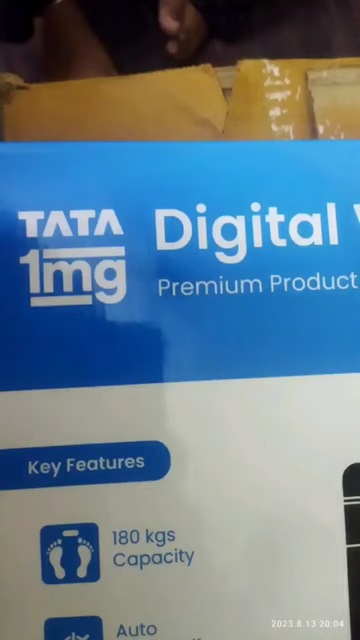 TATA
1mg
Digital
Premium Product
Key Features
180 kgs
Capacity
Auto
2023.8.13 20:04